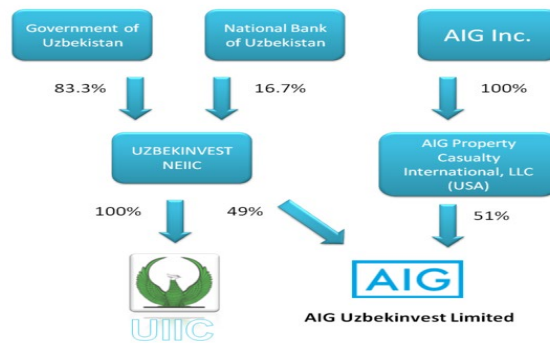 Government of
Uzbekistan
National Bank
of Uzbekistan
AIG Inc.
83.3%
16.7%
100%
UZBEKINVEST
NEIIC
AIG Property
Casualty
International, LLC
(USA)
100%
49%
51%
UIIC
AIG
AIG Uzbekinvest Limited